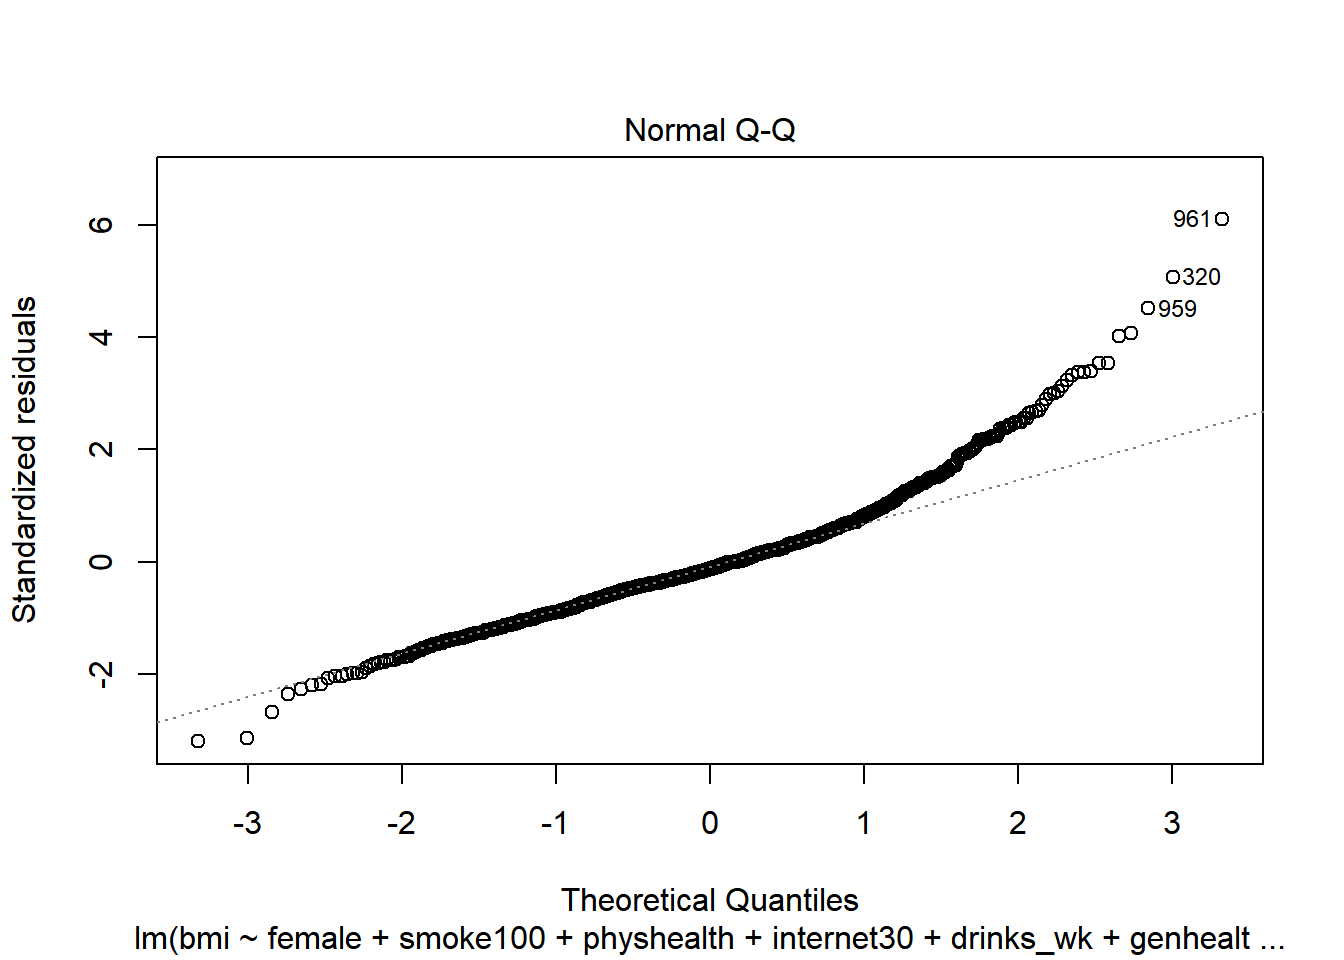 Normal Q-Q
Standardized residuals
6
4
2
0
-2
961
320
959
-3 -2 -1 0 1 2 3
Theoretical Quantiles
lm(bmi ~ female + smoke100 + physhealth + internet30 + drinks_wk + genhealt ...